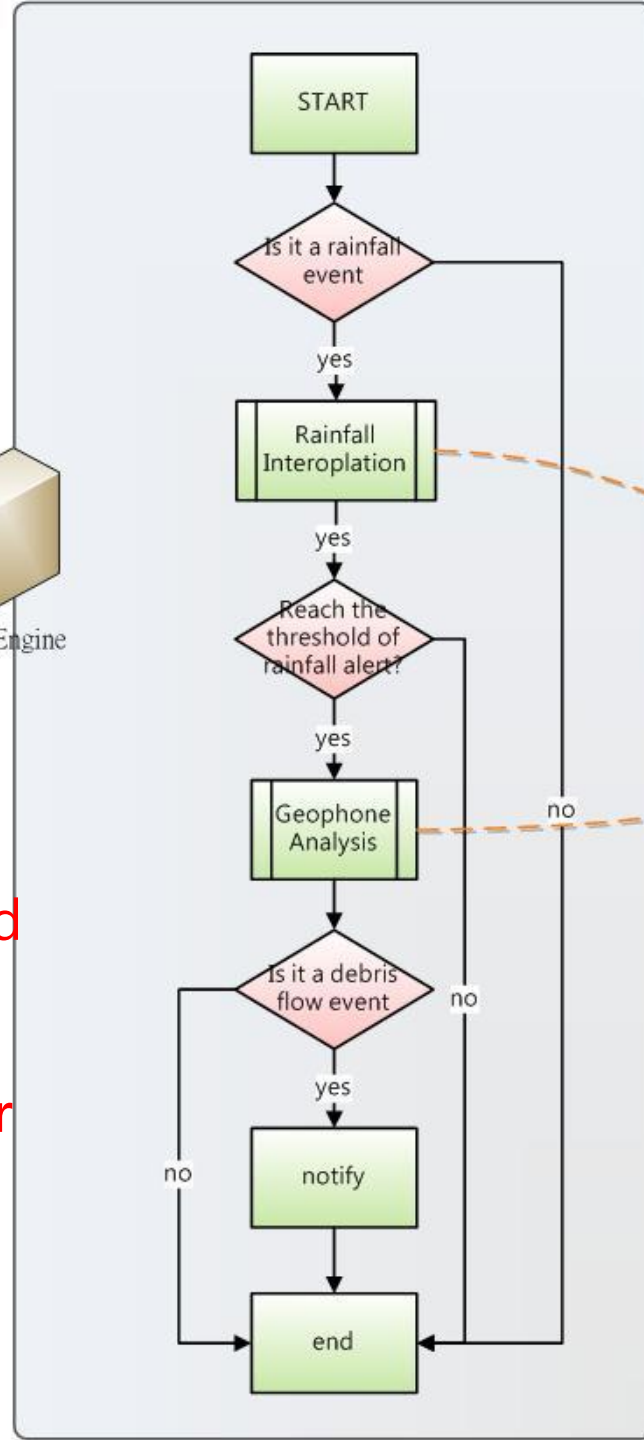 START
Is it a rainfall
event
yes
Rainfall
Interoplation
yes
Reach the
threshold of
rainfall alert?
Engine
yes
Geophone
Analysis
no
d
Is it a debris
flow event
no
yes
r
notify
no
end